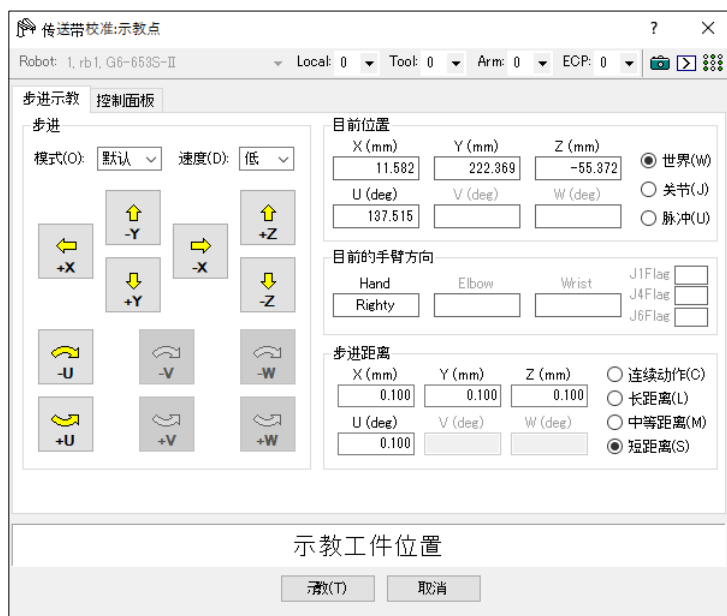 传送带校准:示教点 ?
Robot: 1, rb1, G6-653S-II Local: 0 Tool: 0 Arm: 0 ECP: 0
步进示教 控制面板
步进
模式(O): 默认 速度(D): 低
-Y +Z
+X -X
+Y -Z
-U -V -W
+U +V +W
目前位置
X (mm) Y (mm) Z (mm)
11.582 222.369 -55.372
U (deg) V (deg) W (deg)
137.515
世界(W)
关节(J)
脉冲(U)
目前的手臂方向
Hand Elbow Wrist
Righty
J1Flag
J4Flag
J6Flag
步进距离
X (mm) Y (mm) Z (mm)
0.100 0.100 0.100
U (deg) V (deg) W (deg)
0.100
连续动作(C)
长距离(L)
中等距离(M)
短距离(S)
示教工件位置
示教(T) 取消